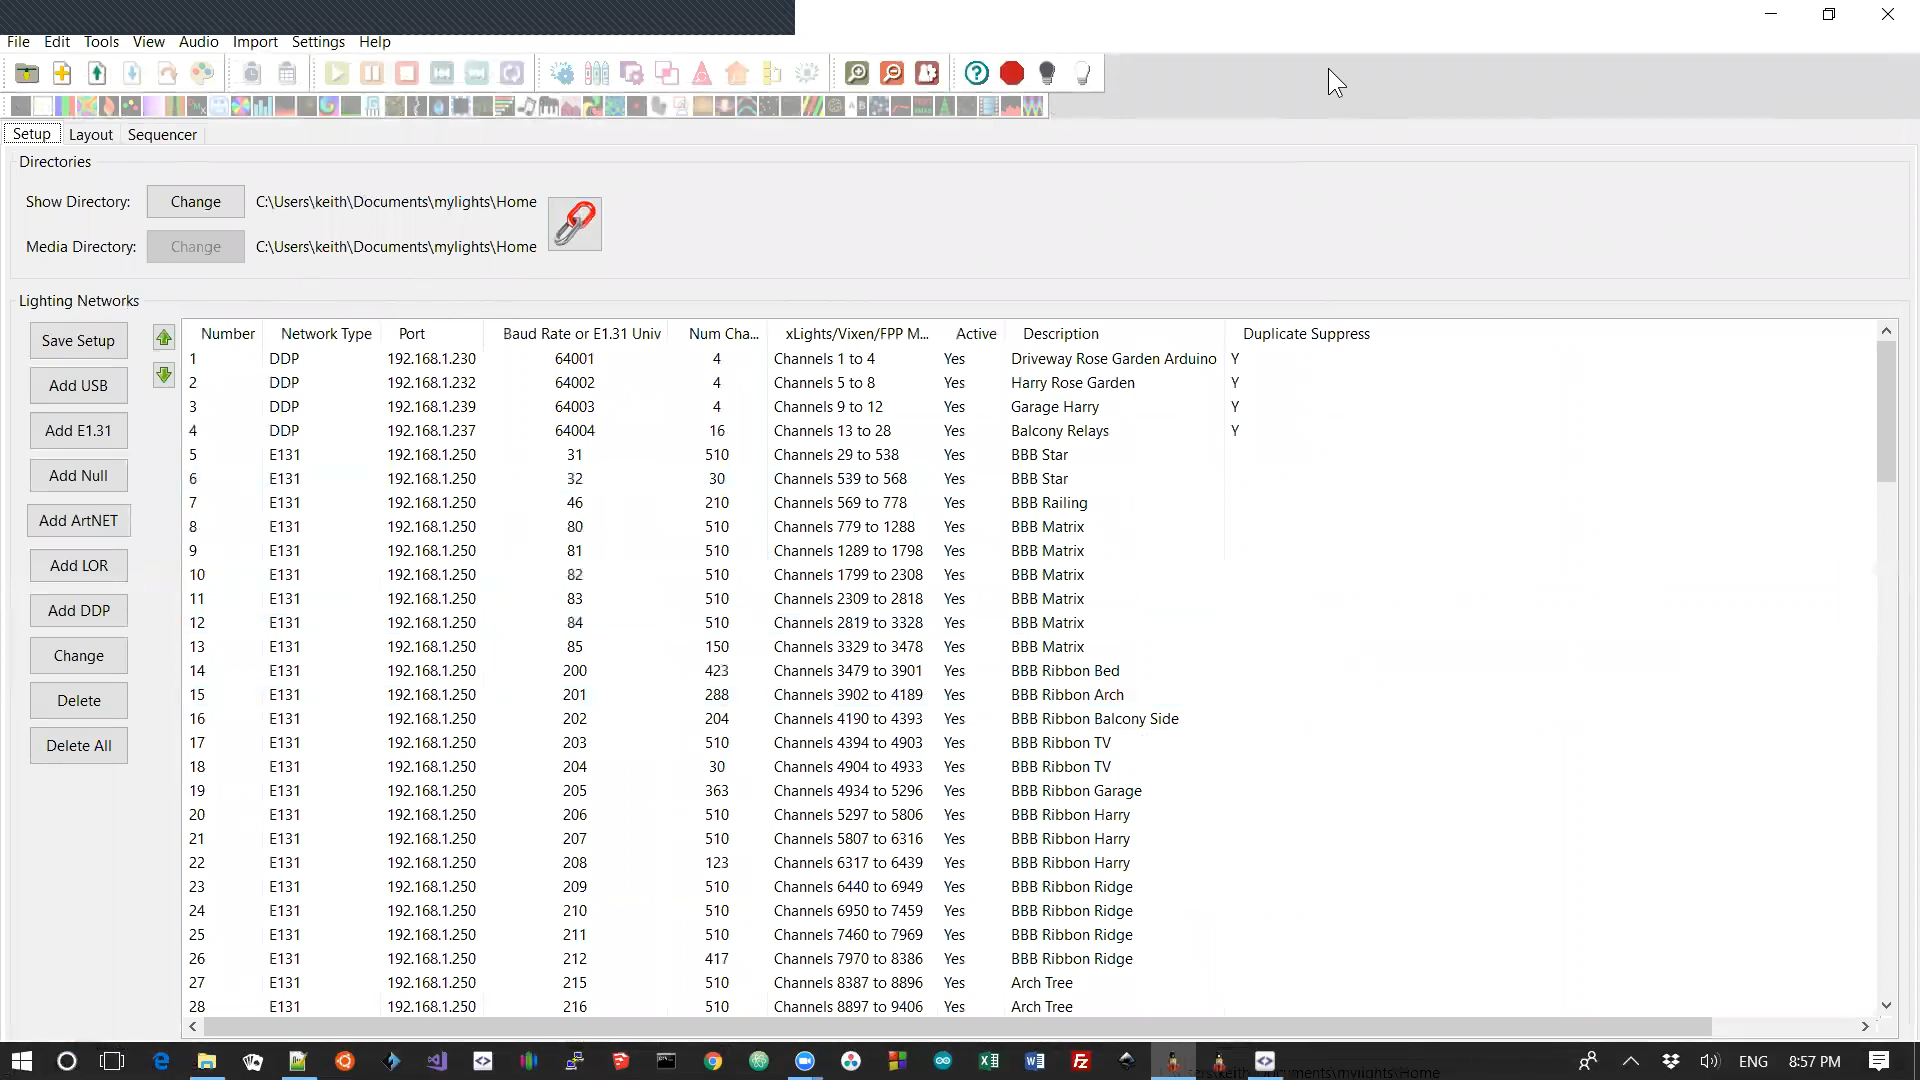 File Edit Tools View Audio Import Settings Help
Setup Layout Sequencer
Directories
Show Directory: Change C:\Users\keith\Documents\mylights\Home
Media Directory: Change C:\Users\keith\Documents\mylights\Home
Lighting Networks
Save Setup
Add USB
Add E1.31
Add Null
Add ArtNET
Add LOR
Add DDP
Change
Delete
Delete All
Number Network Type Port Baud Rate or E1.31 Univ Num Cha... xLights/Vixen/FPP M... Active Description Duplicate Suppress
1 DDP 192.168.1.230 64001 4 Channels 1 to 4 Yes Driveway Rose Garden Arduino Y
2 DDP 192.168.1.232 64002 4 Channels 5 to 8 Yes Harry Rose Garden Y
3 DDP 192.168.1.239 64003 4 Channels 9 to 12 Yes Garage Harry Y
4 DDP 192.168.1.237 64004 16 Channels 13 to 28 Yes Balcony Relays Y
5 E131 192.168.1.250 31 510 Channels 29 to 538 Yes BBB Star
6 E131 192.168.1.250 32 30 Channels 539 to 568 Yes BBB Star
7 E131 192.168.1.250 46 210 Channels 569 to 778 Yes BBB Railing
8 E131 192.168.1.250 80 510 Channels 779 to 1288 Yes BBB Matrix
9 E131 192.168.1.250 81 510 Channels 1289 to 1798 Yes BBB Matrix
10 E131 192.168.1.250 82 510 Channels 1799 to 2308 Yes BBB Matrix
11 E131 192.168.1.250 83 510 Channels 2309 to 2818 Yes BBB Matrix
12 E131 192.168.1.250 84 510 Channels 2819 to 3328 Yes BBB Matrix
13 E131 192.168.1.250 85 150 Channels 3329 to 3478 Yes BBB Matrix
14 E131 192.168.1.250 200 423 Channels 3479 to 3901 Yes BBB Ribbon Bed
15 E131 192.168.1.250 201 288 Channels 3902 to 4189 Yes BBB Ribbon Arch
16 E131 192.168.1.250 202 204 Channels 4190 to 4393 Yes BBB Ribbon Balcony Side
17 E131 192.168.1.250 203 510 Channels 4394 to 4903 Yes BBB Ribbon TV
18 E131 192.168.1.250 204 30 Channels 4904 to 4933 Yes BBB Ribbon TV
19 E131 192.168.1.250 205 363 Channels 4934 to 5296 Yes BBB Ribbon Garage
20 E131 192.168.1.250 206 510 Channels 5297 to 5806 Yes BBB Ribbon Harry
21 E131 192.168.1.250 207 510 Channels 5807 to 6316 Yes BBB Ribbon Harry
22 E131 192.168.1.250 208 123 Channels 6317 to 6439 Yes BBB Ribbon Harry
23 E131 192.168.1.250 209 510 Channels 6440 to 6949 Yes BBB Ribbon Ridge
24 E131 192.168.1.250 210 510 Channels 6950 to 7459 Yes BBB Ribbon Ridge
25 E131 192.168.1.250 211 510 Channels 7460 to 7969 Yes BBB Ribbon Ridge
26 E131 192.168.1.250 212 417 Channels 7970 to 8386 Yes BBB Ribbon Ridge
27 E131 192.168.1.250 215 510 Channels 8387 to 8896 Yes Arch Tree
28 E131 192.168.1.250 216 510 Channels 8897 to 9406 Yes Arch Tree
ENG 8:57 PM